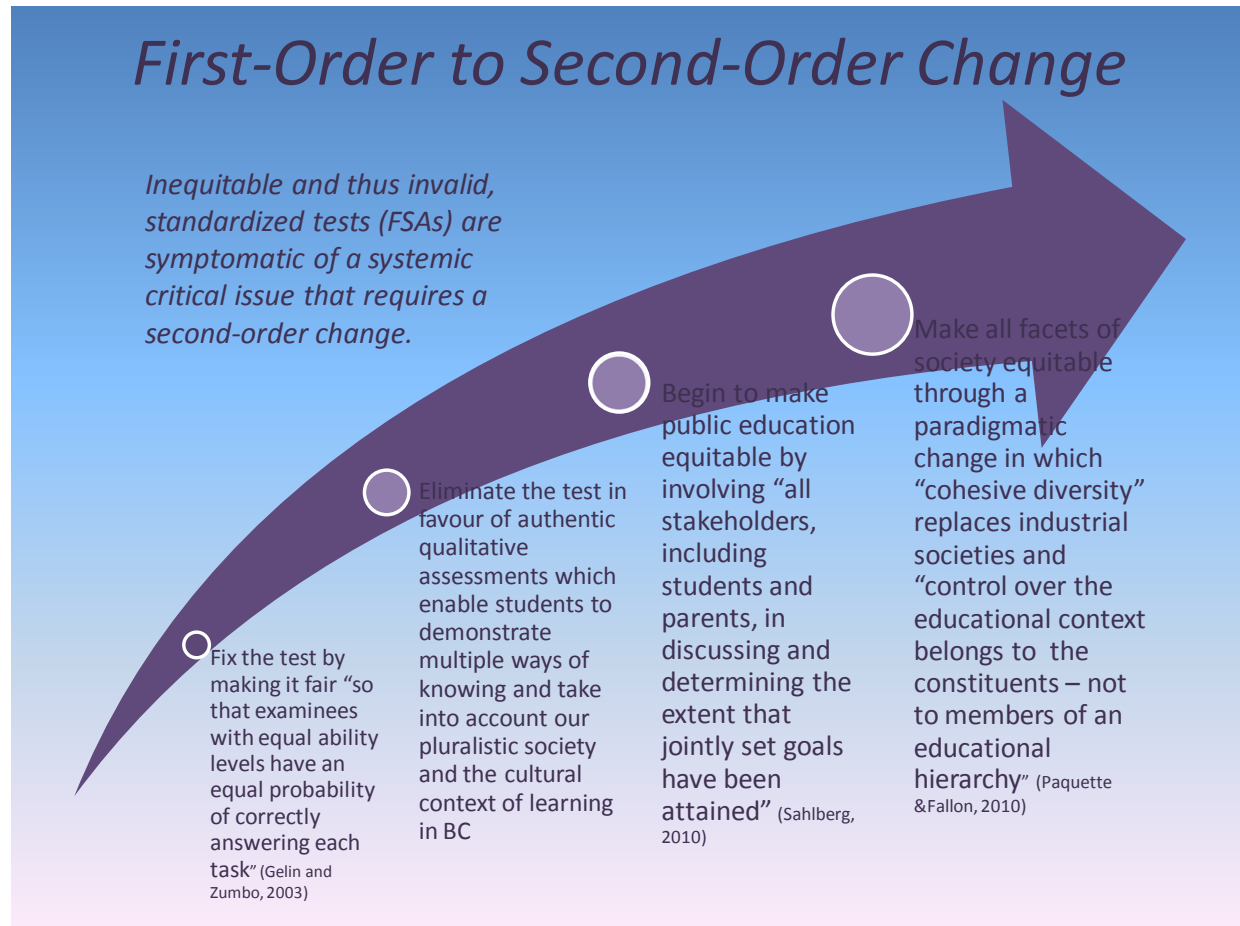 First-Order to Second-Order Change
Inequitable and thus invalid,
standardized tests (FSAs) are
symptomatic of a systemic
critical issue that requires a
second-order change.
Fix the test by
making it fair “so
that examinees
with equal ability
levels have an
equal probability
of correctly
answering each
task” (Gelin and
Zumbo, 2003)
Eliminate the test in
favour of authentic
qualitative
assessments which
enable students to
demonstrate
multiple ways of
knowing and take
into account our
pluralistic society
and the cultural
context of learning
in BC
Begin to make
public education
equitable by
involving “all
stakeholders,
including
students and
parents, in
discussing and
determining the
extent that
jointly set goals
have been
attained” (Sahlberg,
2010)
Make all facets of
society equitable
through a
paradigmatic
change in which
“cohesive diversity”
replaces industrial
societies and
“control over the
educational context
belongs to  the
constituents – not
to members of an
educational
hierarchy” (Paquette
&Fallon, 2010)